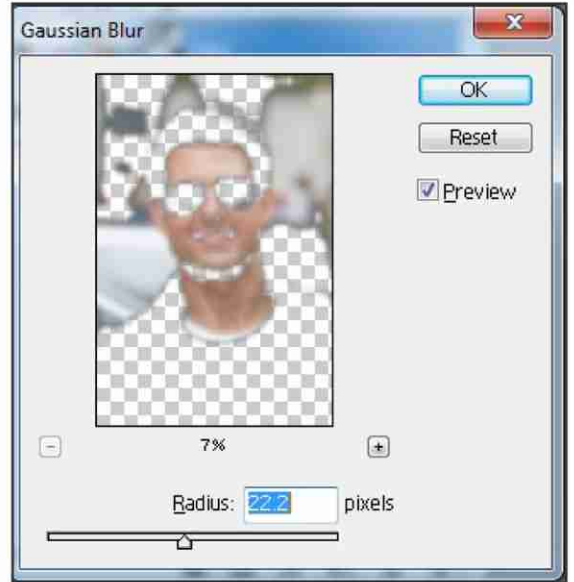 Gaussian Blur
OK
Reset
Preview
7%
Radius: 22.2 pixels